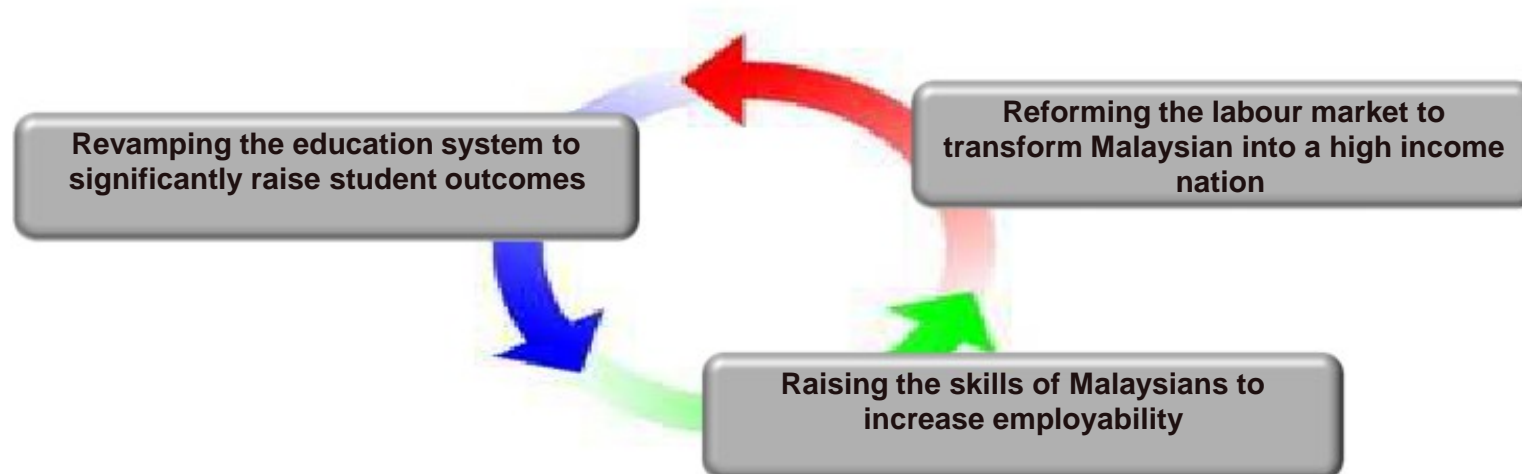 Revamping the education system to
significantly raise student outcomes
Reforming the labour market to
transform Malaysian into a high income
nation
Raising the skills of Malaysians to
increase employability